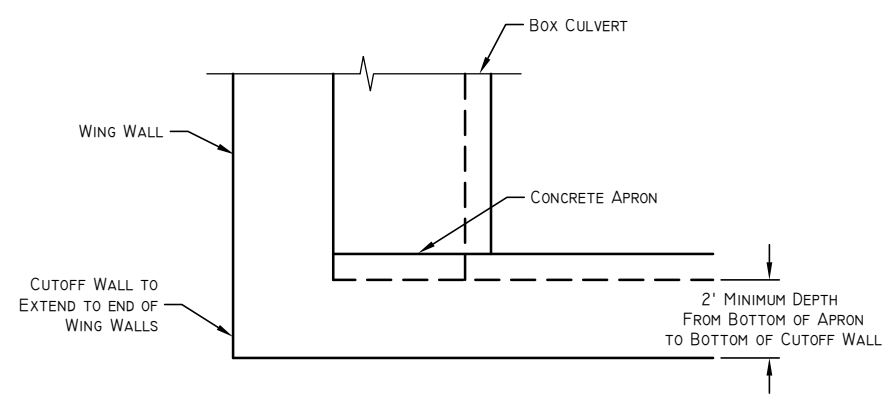 Box Culvert
Wing Wall
Concrete Apron
Cutoff Wall to
Extend to end of
Wing Walls
2' Minimum Depth
From Bottom of Apron
to Bottom of Cutoff Wall